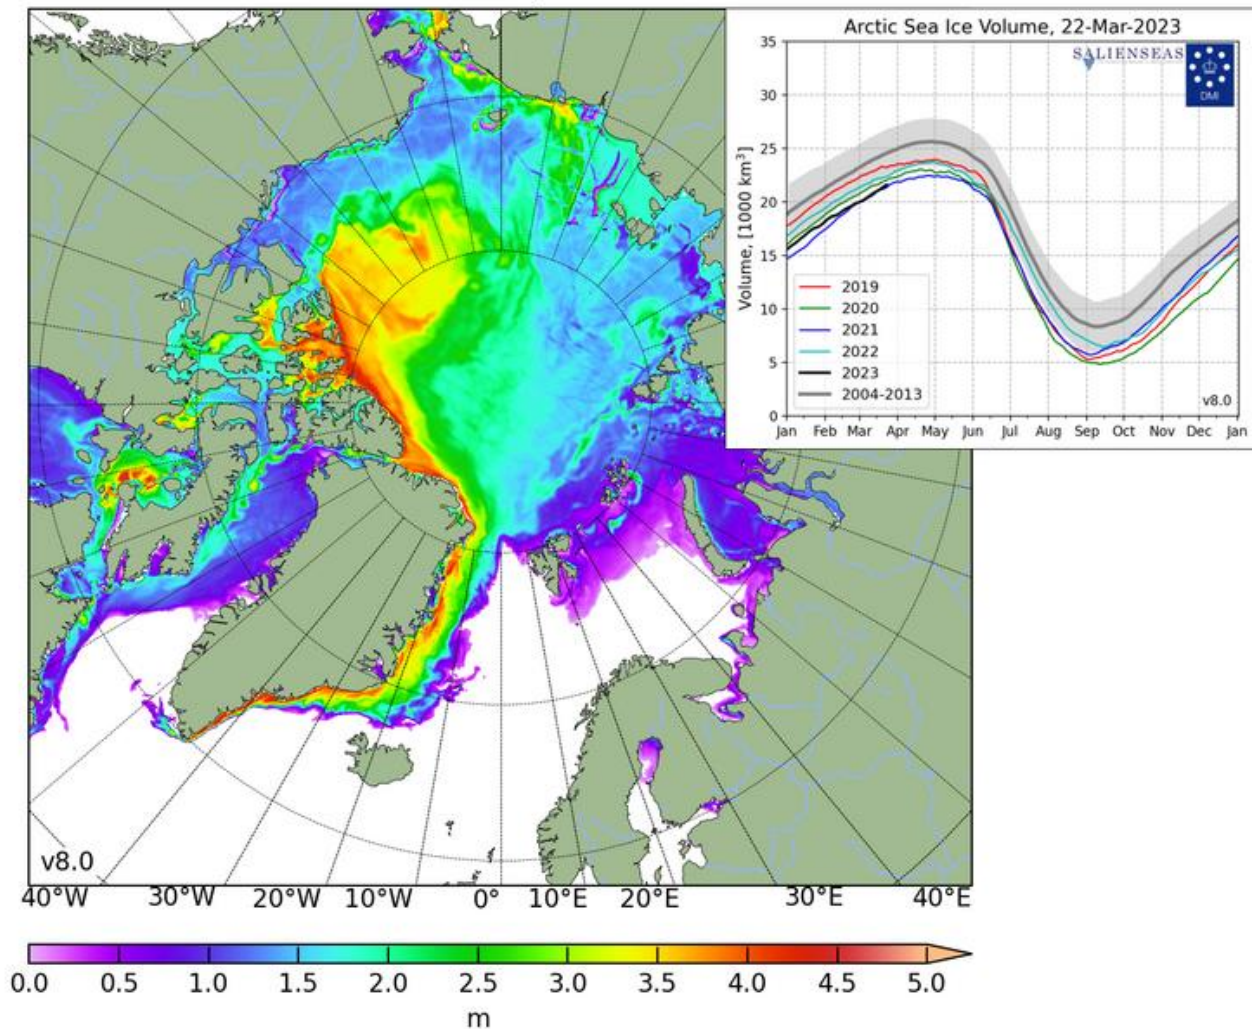 Arctic Sea Ice Volume, 22-Mar-2023
SALIENSEAS
DMI
35
30
25
20
15
10
5
0
Volume, [1000 km³]
2019
2020
2021
2022
2023
2004-2013
v8.0
Jan Feb Mar Apr May Jun Jul Aug Sep Oct Nov Dec Jan
v8.0
40°W 30°W 20°W 10°W 0° 10°E 20°E 30°E 40°E
0.0 0.5 1.0 1.5 2.0 2.5 3.0 3.5 4.0 4.5 5.0
m